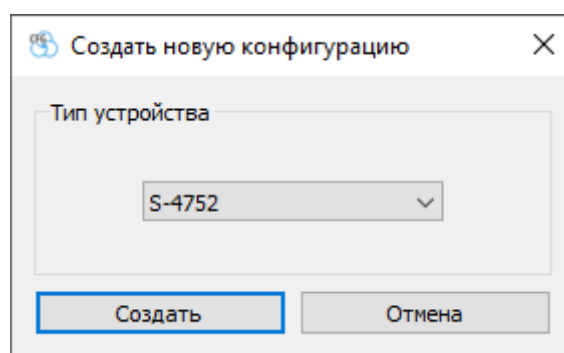 Создать новую конфигурацию
Тип устройства
S-4752
Создать
Отмена